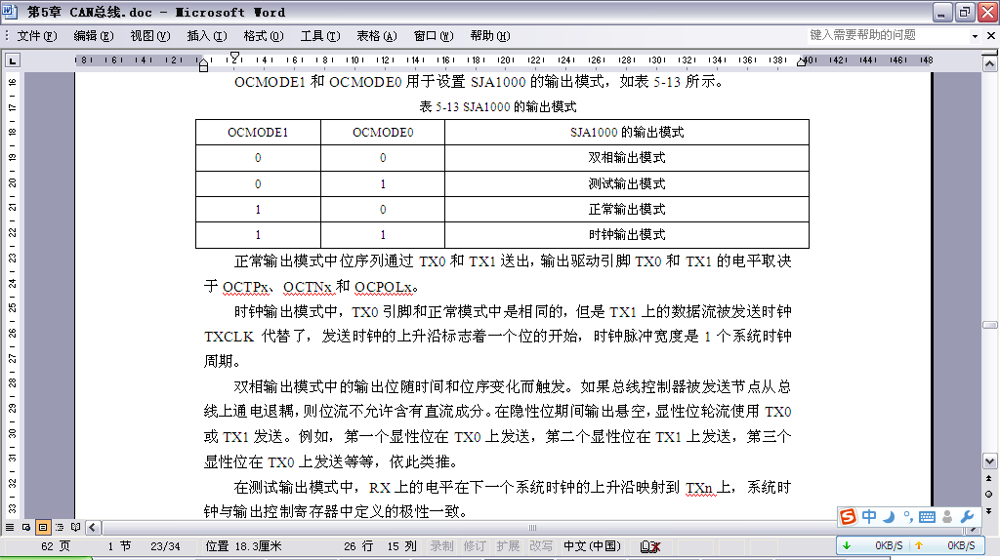 第5章 CAN总线.doc - Microsoft Word
文件(F) 编辑(E) 视图(V) 插入(I) 格式(O) 工具(T) 表格(A) 窗口(W) 帮助(H) 键入需要帮助的问题
8 6 4 2 2 4 6 8 10 12 14 16 18 20 22 24 26 28 30 32 34 36 38 40 42 44 46 48
OCMODE1 和 OCMODE0 用于设置 SJA1000 的输出模式，如表 5-13 所示。
表 5-13 SJA1000 的输出模式
OCMODE1 OCMODE0 SJA1000 的输出模式
0 0 双相输出模式
0 1 测试输出模式
1 0 正常输出模式
1 1 时钟输出模式
正常输出模式中位序列通过 TX0 和 TX1 送出，输出驱动引脚 TX0 和 TX1 的电平取决
于 OCTPx、OCTNx 和 OCPOLx。
时钟输出模式中，TX0 引脚和正常模式中是相同的，但是 TX1 上的数据流被发送时钟
TXCLK 代替了，发送时钟的上升沿标志着一个位的开始，时钟脉冲宽度是 1 个系统时钟
周期。
双相输出模式中的输出位随时间和位序变化而触发。如果总线控制器被发送节点从总
线上通电退耦，则位流不允许含有直流成分。在隐性位期间输出悬空，显性位轮流使用 TX0
或 TX1 发送。例如，第一个显性位在 TX0 上发送，第二个显性位在 TX1 上发送，第三个
显性位在 TX0 上发送等等，依此类推。
在测试输出模式中，RX 上的电平在下一个系统时钟的上升沿映射到 TXn 上，系统时
钟与输出控制寄存器中定义的极性一致。
16
17
18
19
20
21
22
23
24
25
26
27
28
29
30
31
32
33
中
62 页 1 节 23/34 位置 18.3厘米 26 行 15 列 录制 修订 扩展 改写 中文(中国) 0KB/S 0KB/S